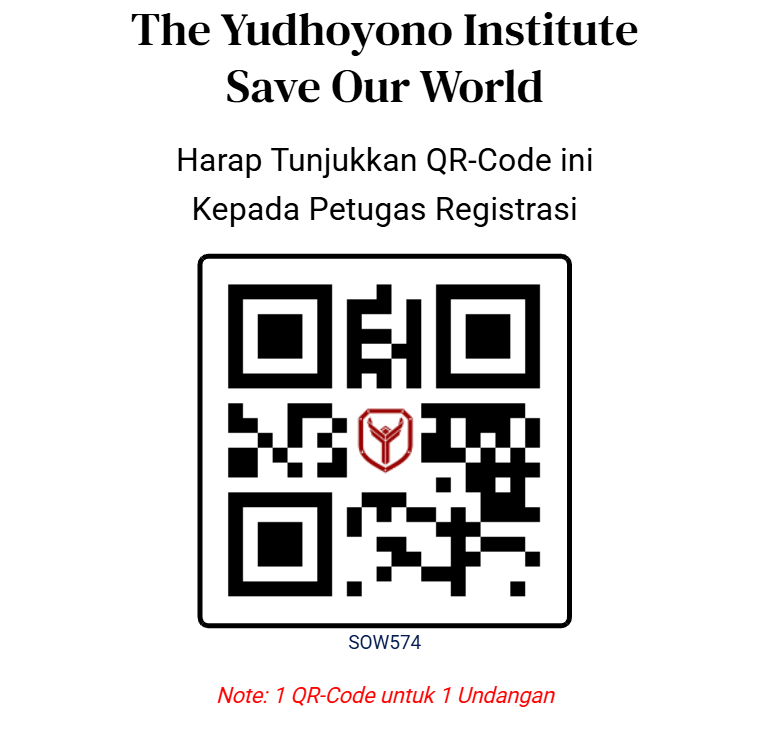 The Yudhoyono Institute
Save Our World
Harap Tunjukkan QR-Code ini
Kepada Petugas Registrasi
SOW574
Note: 1 QR-Code untuk 1 Undangan